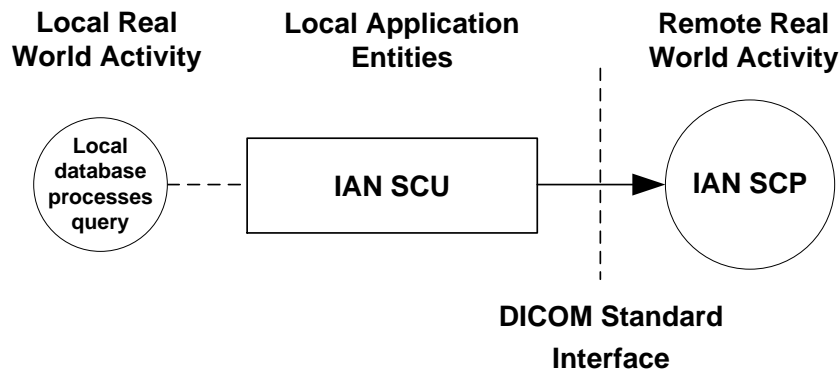 Local Real
World Activity
Local Application
Entities
Remote Real
World Activity
Local
database
processes
query
IAN SCU
IAN SCP
DICOM Standard
Interface